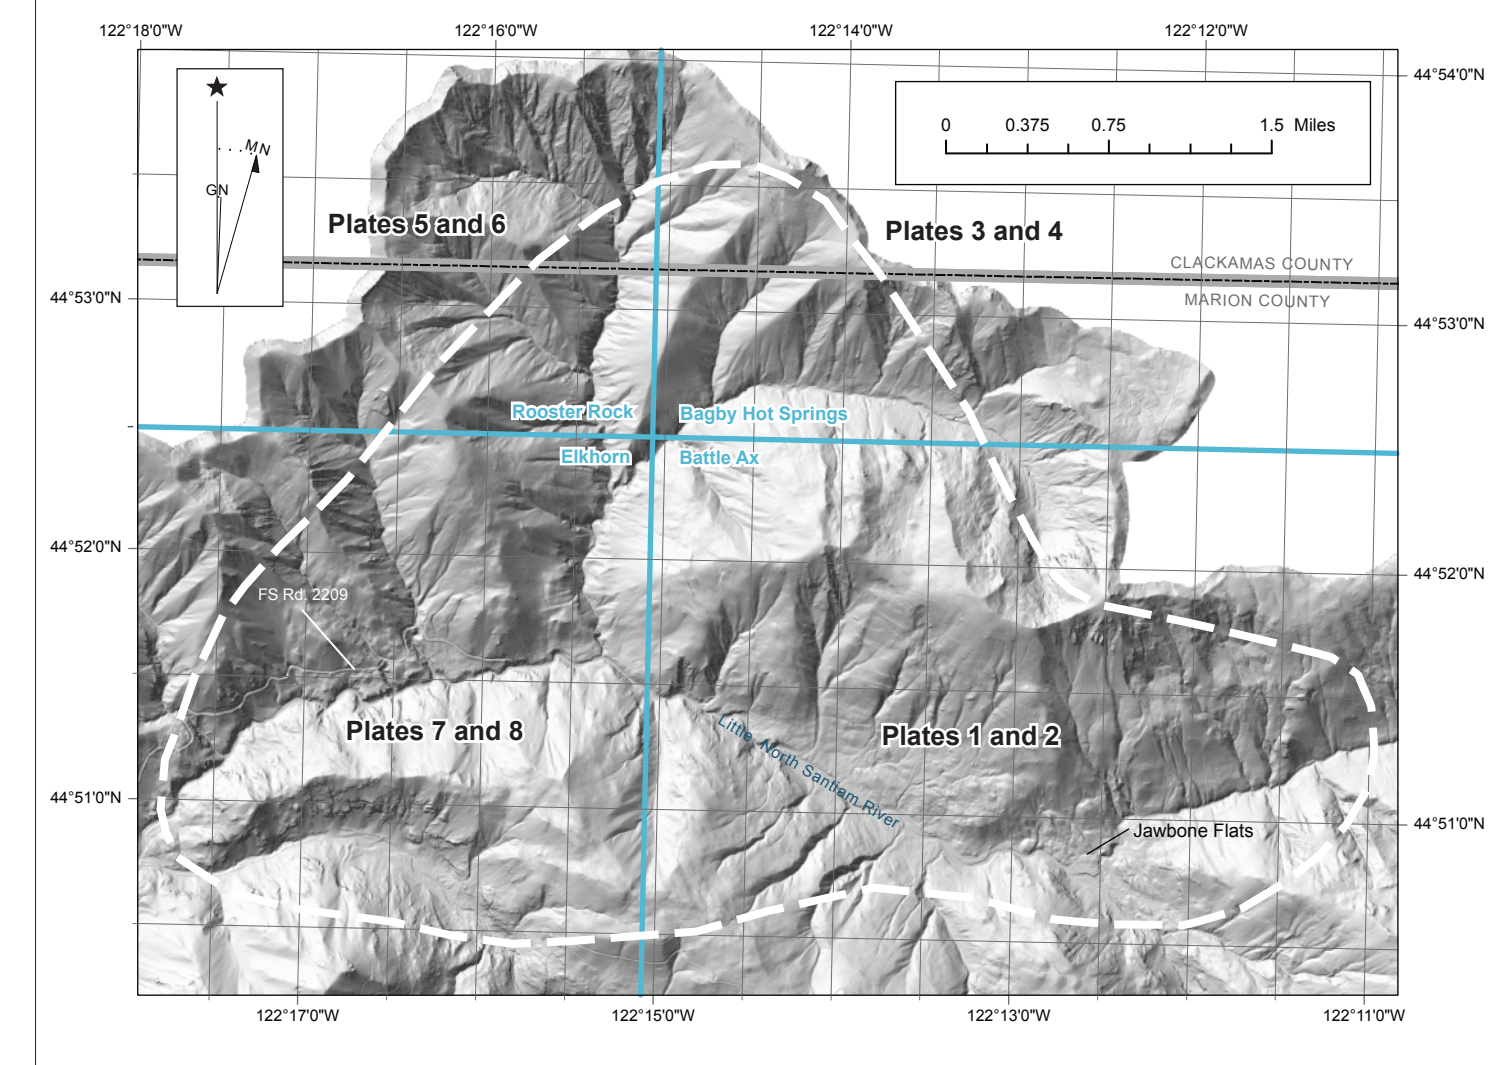 122°18'0"W 122°16'0"W 122°14'0"W 122°12'0"W
44°54'0"N
0 0.375 0.75 1.5 Miles
MN
GN
Plates 5 and 6 Plates 3 and 4
CLACKAMAS COUNTY
MARION COUNTY
44°53'0"N
44°53'0"N
Rooster Rock Bagby Hot Springs
Elkhorn Battle Ax
44°52'0"N
44°52'0"N
FS Rd. 2209
Plates 7 and 8 Plates 1 and 2
Little North Santiam River
44°51'0"N
44°51'0"N
Jawbone Flats
122°17'0"W 122°15'0"W 122°13'0"W 122°11'0"W